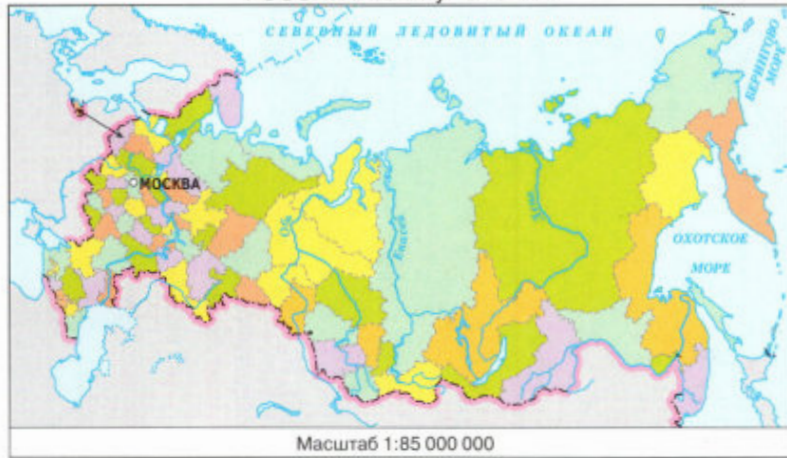 СЕВЕРНЫЙ ЛЕДОВИТЫЙ ОКЕАН
БЕРИНГОВО
МОРЕ
МОСКВА
Обь
Енисей
Лена
ОХОТСКОЕ
МОРЕ
Масштаб 1:85 000 000